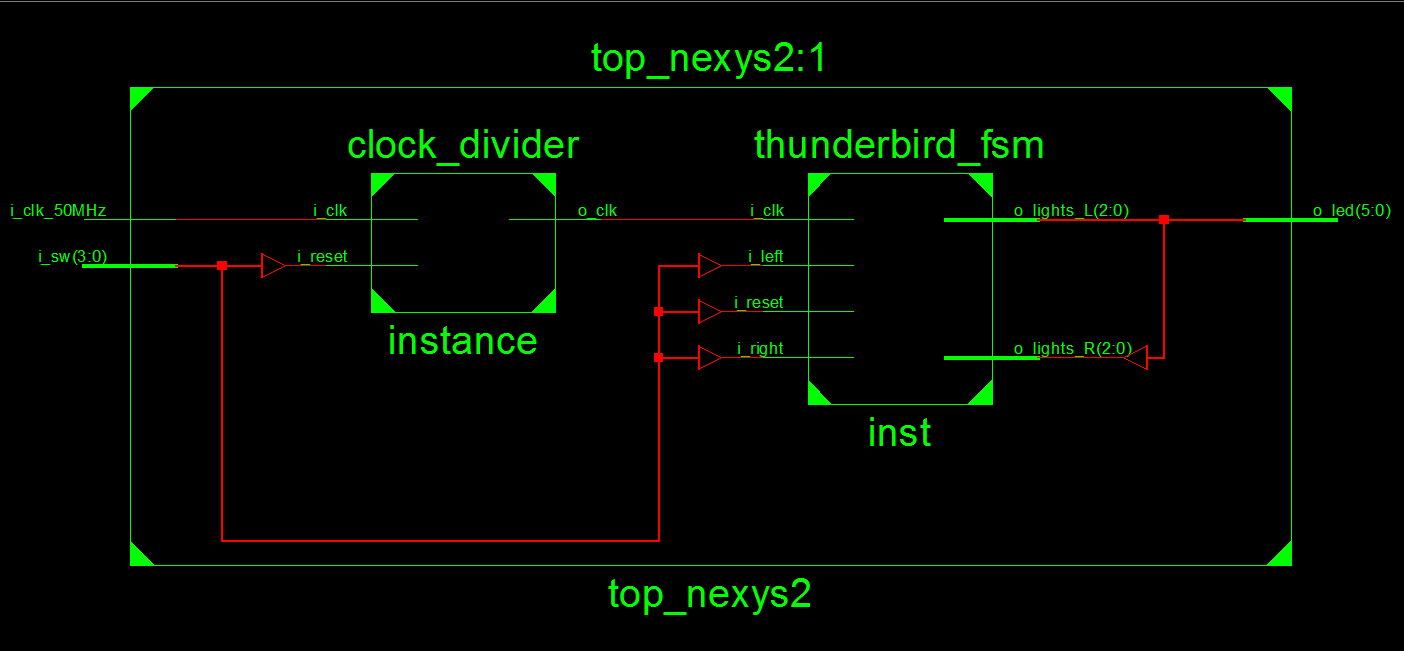 top_nexys2:1
clock_divider
thunderbird_fsm
i_clk_50MHz
i_clk
o_clk
i_clk
o_lights_L(2:0)
o_led(5:0)
i_sw(3:0)
i_reset
i_left
i_reset
i_right
o_lights_R(2:0)
instance
inst
top_nexys2